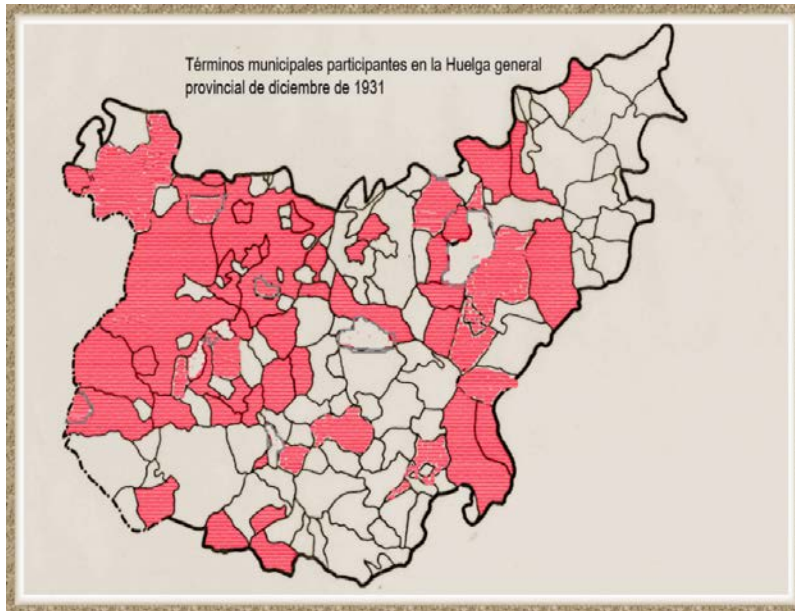 Términos municipales participantes en la Huelga general
provincial de diciembre de 1931